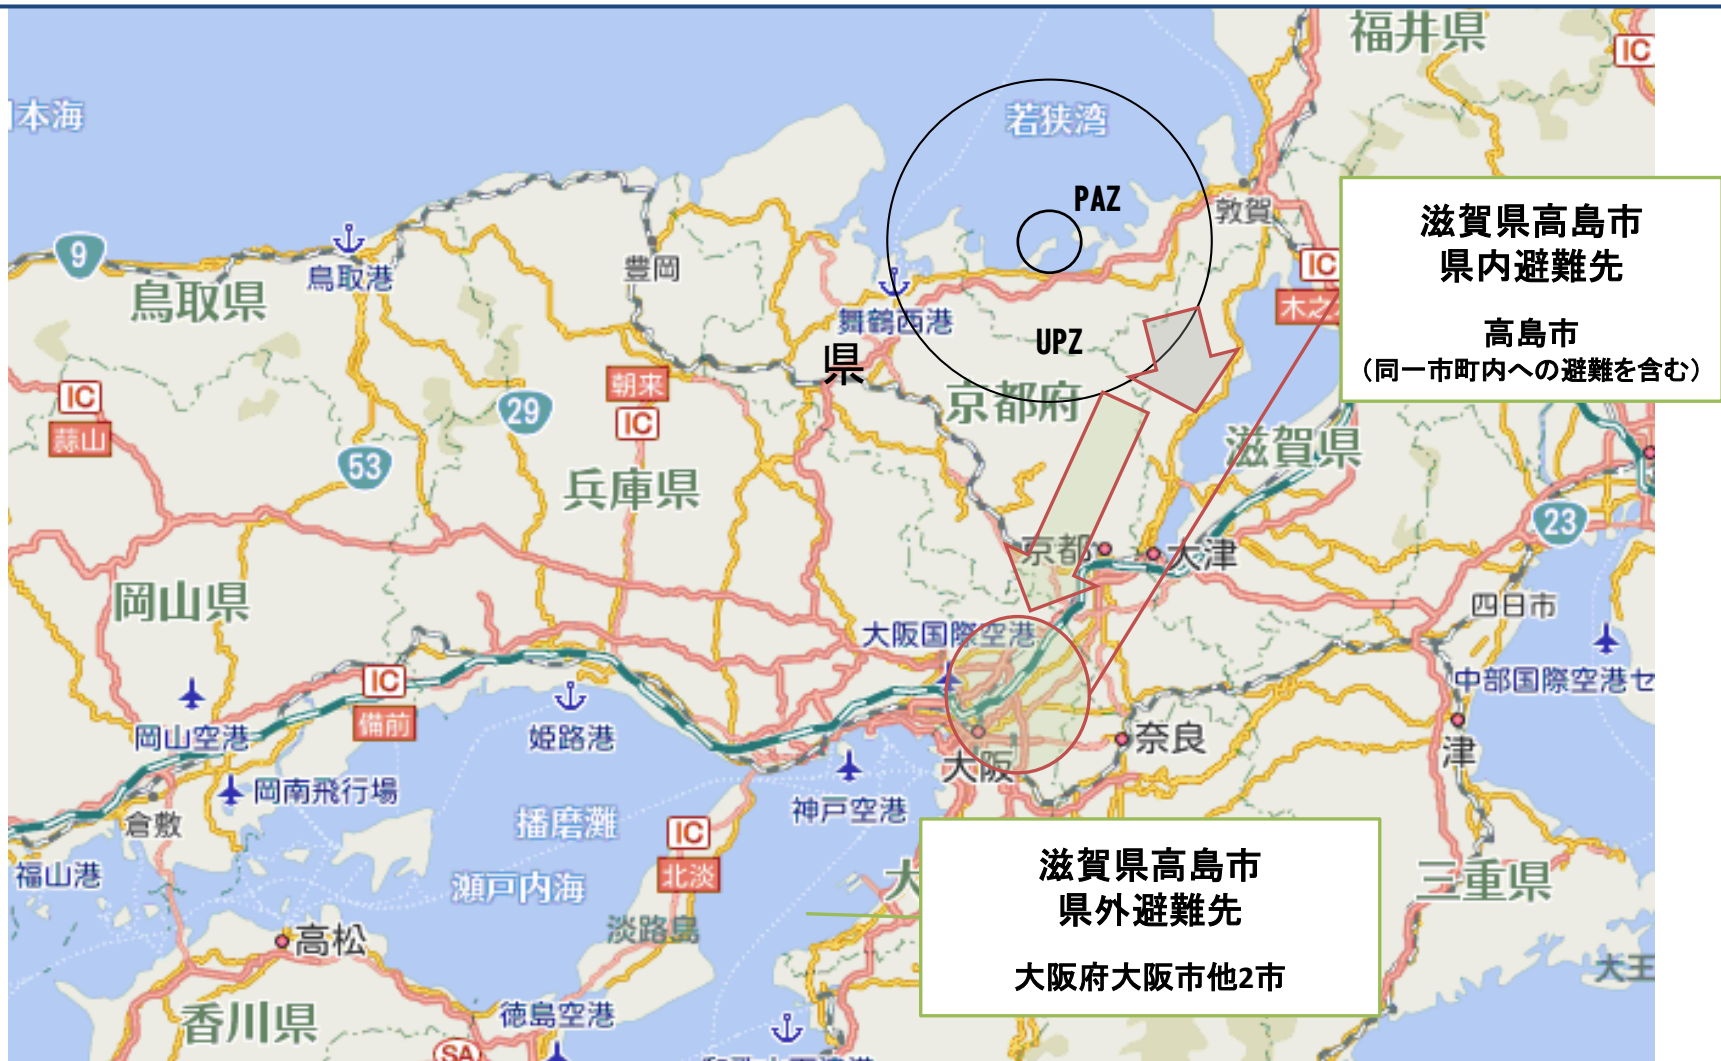 福井県
IC
日本海
若狭湾
PAZ
敦賀
滋賀県高島市
県内避難先
高島市
（同一市町内への避難を含む）
9
鳥取港
豊岡
IC
鳥取県
舞鶴西港
UPZ
県
木之
IC
蒜山
朝来
IC
29
京都府
滋賀県
53
兵庫県
23
京都
大津
岡山県
四日市
大阪国際空港
中部国際空港セ
IC
備前
岡山空港
姫路港
大阪
奈良
津
岡南飛行場
神戸空港
倉敷
播磨灘
IC
北淡
福山港
瀬戸内海
大
滋賀県高島市
県外避難先
大阪府大阪市他2市
三重県
淡路島
高松
大王
香川県
徳島空港
SA